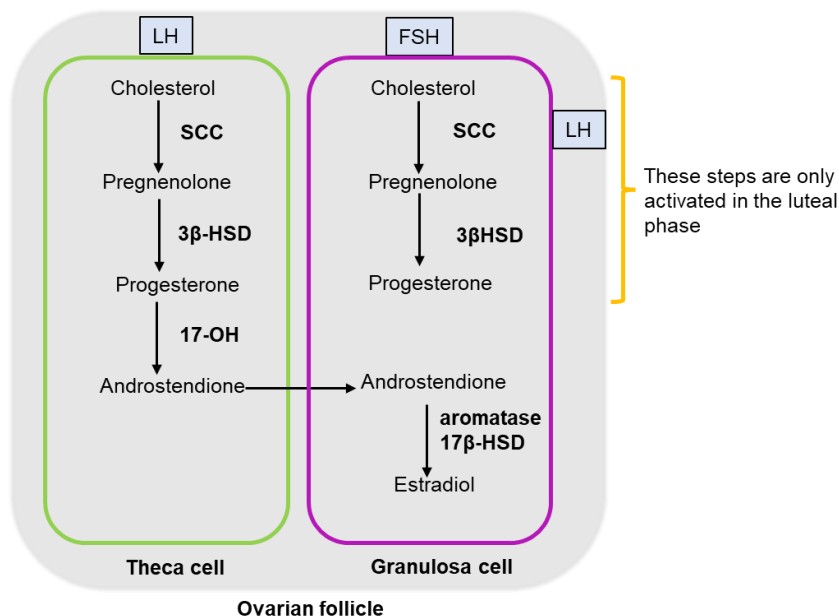 LH
FSH
Cholesterol
SCC
Pregnenolone
3β-HSD
Progesterone
17-OH
Androstendione
Theca cell
Cholesterol
SCC
Pregnenolone
3βHSD
Progesterone
Androstendione
aromatase
17β-HSD
Estradiol
Granulosa cell
LH
These steps are only
activated in the luteal
phase
Ovarian follicle